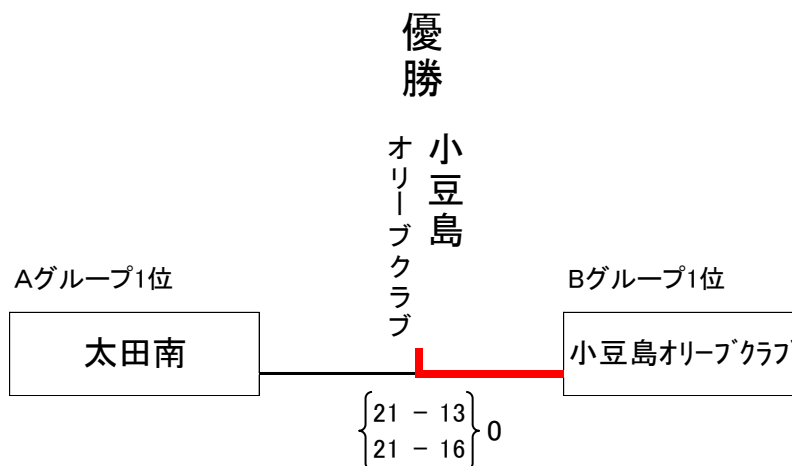 優勝
小豆島
オリーブクラブ
Aグループ1位
Bグループ1位
太田南
小豆島オリーブクラブ
21 － 13
21 － 16
0